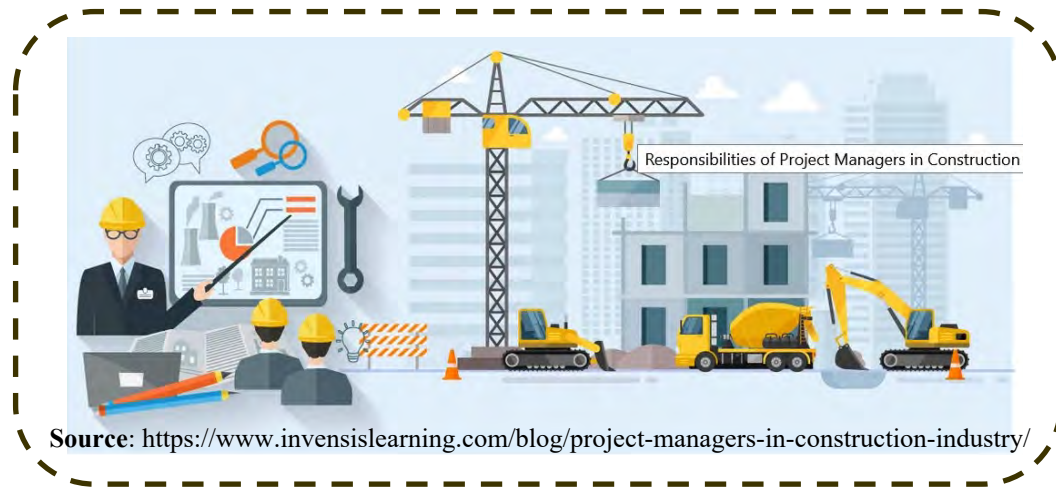 Responsibilities of Project Managers in Construction
Source: https://www.invensislearning.com/blog/project-managers-in-construction-industry/